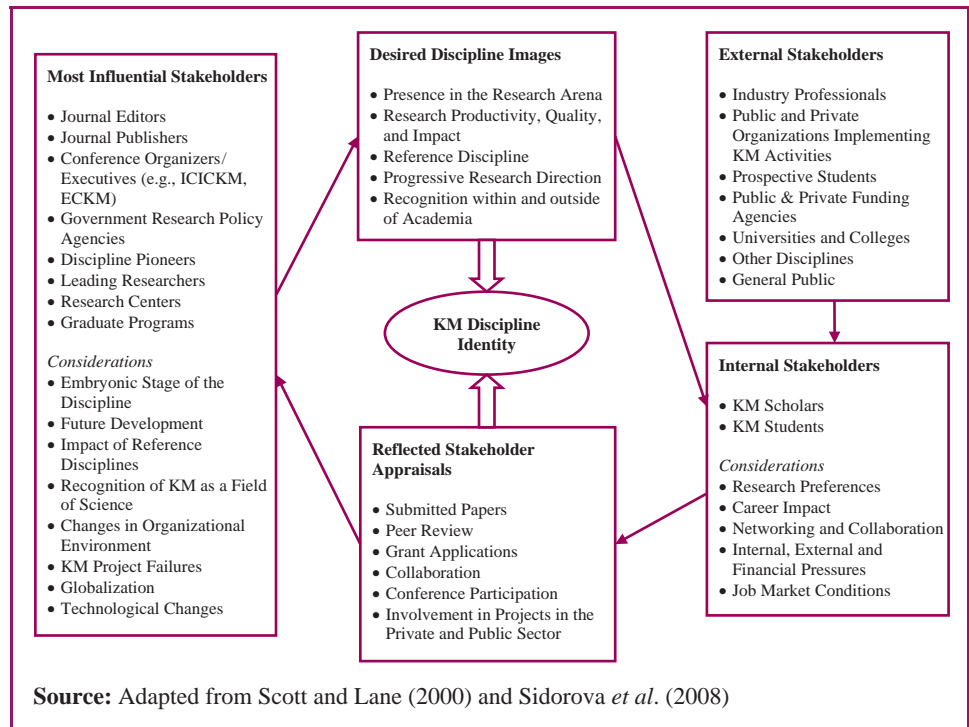 Most Influential Stakeholders
• Journal Editors
• Journal Publishers
• Conference Organizers/
Executives (e.g., ICICKM,
ECKM)
• Government Research Policy
Agencies
• Discipline Pioneers
• Leading Researchers
• Research Centers
• Graduate Programs
Considerations
• Embryonic Stage of the
Discipline
• Future Development
• Impact of Reference
Disciplines
• Recognition of KM as a Field
of Science
• Changes in Organizational
Environment
• KM Project Failures
• Globalization
• Technological Changes
Desired Discipline Images
• Presence in the Research Arena
• Research Productivity, Quality,
and Impact
• Reference Discipline
• Progressive Research Direction
• Recognition within and outside
of Academia
KM Discipline
Identity
Reflected Stakeholder
Appraisals
• Submitted Papers
• Peer Review
• Grant Applications
• Collaboration
• Conference Participation
• Involvement in Projects in the
Private and Public Sector
External Stakeholders
• Industry Professionals
• Public and Private
Organizations Implementing
KM Activities
• Prospective Students
• Public & Private Funding
Agencies
• Universities and Colleges
• Other Disciplines
• General Public
Internal Stakeholders
• KM Scholars
• KM Students
Considerations
• Research Preferences
• Career Impact
• Networking and Collaboration
• Internal, External and
Financial Pressures
• Job Market Conditions
Source: Adapted from Scott and Lane (2000) and Sidorova et al. (2008)